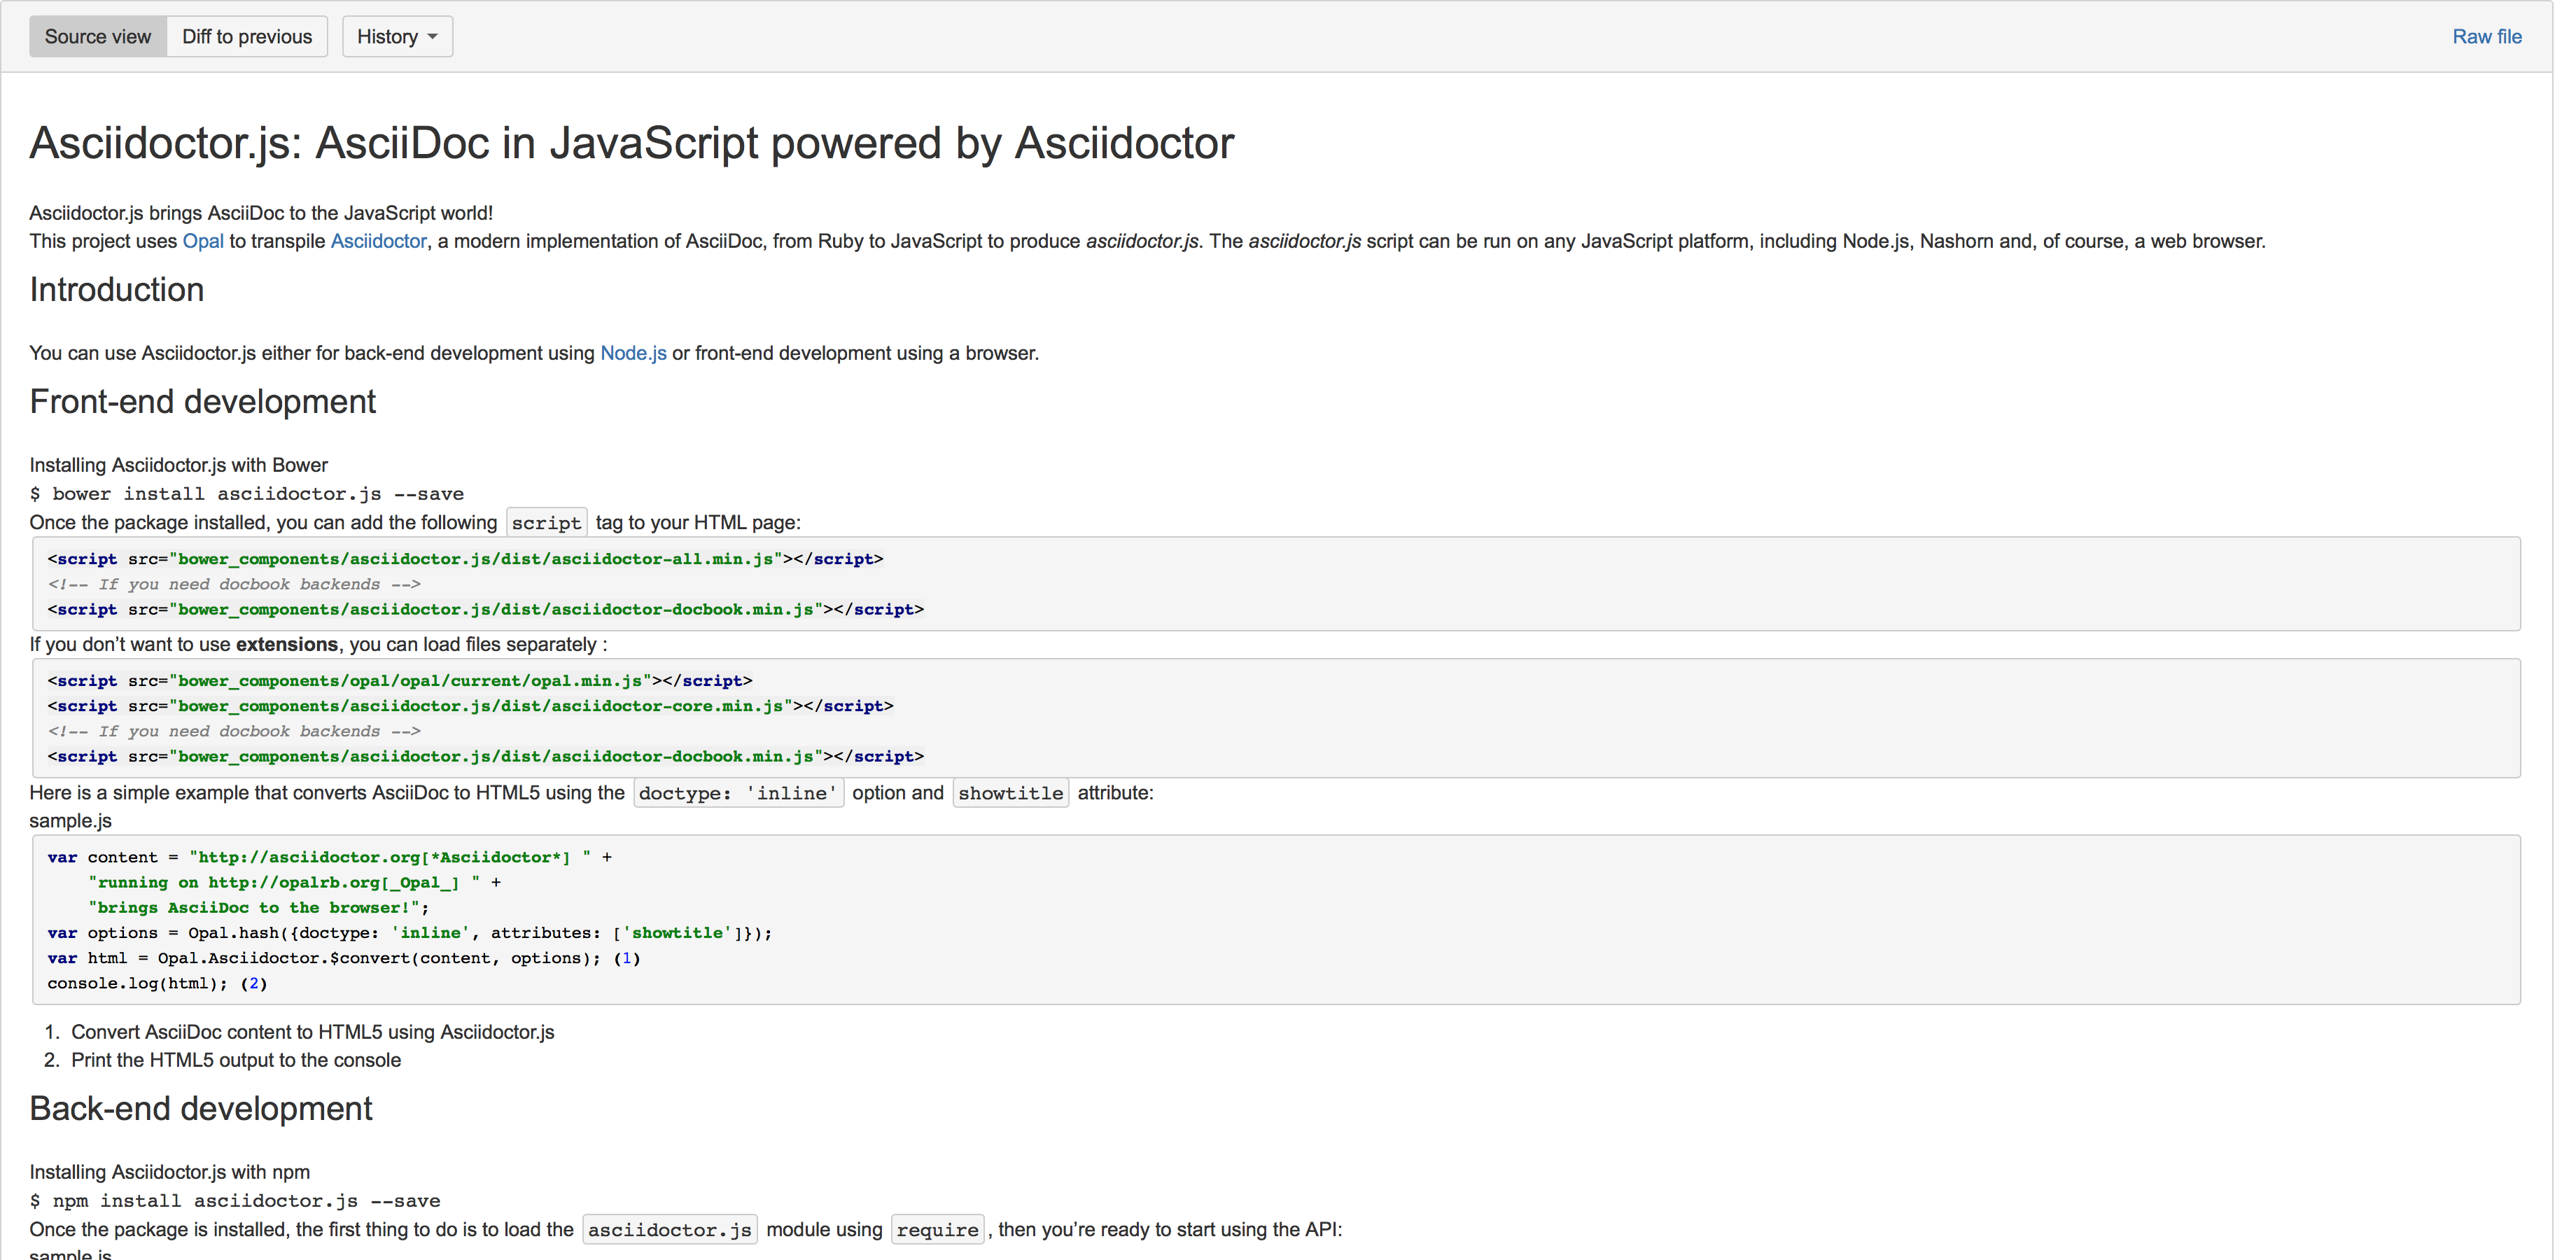 Source view Diff to previous History Raw file
Asciidoctor.js: AsciiDoc in JavaScript powered by Asciidoctor
Asciidoctor.js brings AsciiDoc to the JavaScript world!
This project uses Opal to transpile Asciidoctor, a modern implementation of AsciiDoc, from Ruby to JavaScript to produce asciidoctor.js. The asciidoctor.js script can be run on any JavaScript platform, including Node.js, Nashorn and, of course, a web browser.
Introduction
You can use Asciidoctor.js either for back-end development using Node.js or front-end development using a browser.
Front-end development
Installing Asciidoctor.js with Bower
$ bower install asciidoctor.js --save
Once the package installed, you can add the following script tag to your HTML page:
<script src="bower_components/asciidoctor.js/dist/asciidoctor-all.min.js"></script>
<!-- If you need docbook backends -->
<script src="bower_components/asciidoctor.js/dist/asciidoctor-docbook.min.js"></script>
If you don’t want to use extensions, you can load files separately :
<script src="bower_components/opal/opal/current/opal.min.js"></script>
<script src="bower_components/asciidoctor.js/dist/asciidoctor-core.min.js"></script>
<!-- If you need docbook backends -->
<script src="bower_components/asciidoctor.js/dist/asciidoctor-docbook.min.js"></script>
Here is a simple example that converts AsciiDoc to HTML5 using the doctype: 'inline' option and showtitle attribute:
sample.js
var content = "http://asciidoctor.org[*Asciidoctor*] " +
    "running on http://opalrb.org[_Opal_] " +
    "brings AsciiDoc to the browser!";
var options = Opal.hash({doctype: 'inline', attributes: ['showtitle']});
var html = Opal.Asciidoctor.$convert(content, options); (1)
console.log(html); (2)
1. Convert AsciiDoc content to HTML5 using Asciidoctor.js
2. Print the HTML5 output to the console
Back-end development
Installing Asciidoctor.js with npm
$ npm install asciidoctor.js --save
Once the package is installed, the first thing to do is to load the asciidoctor.js module using require, then you’re ready to start using the API:
sample.js